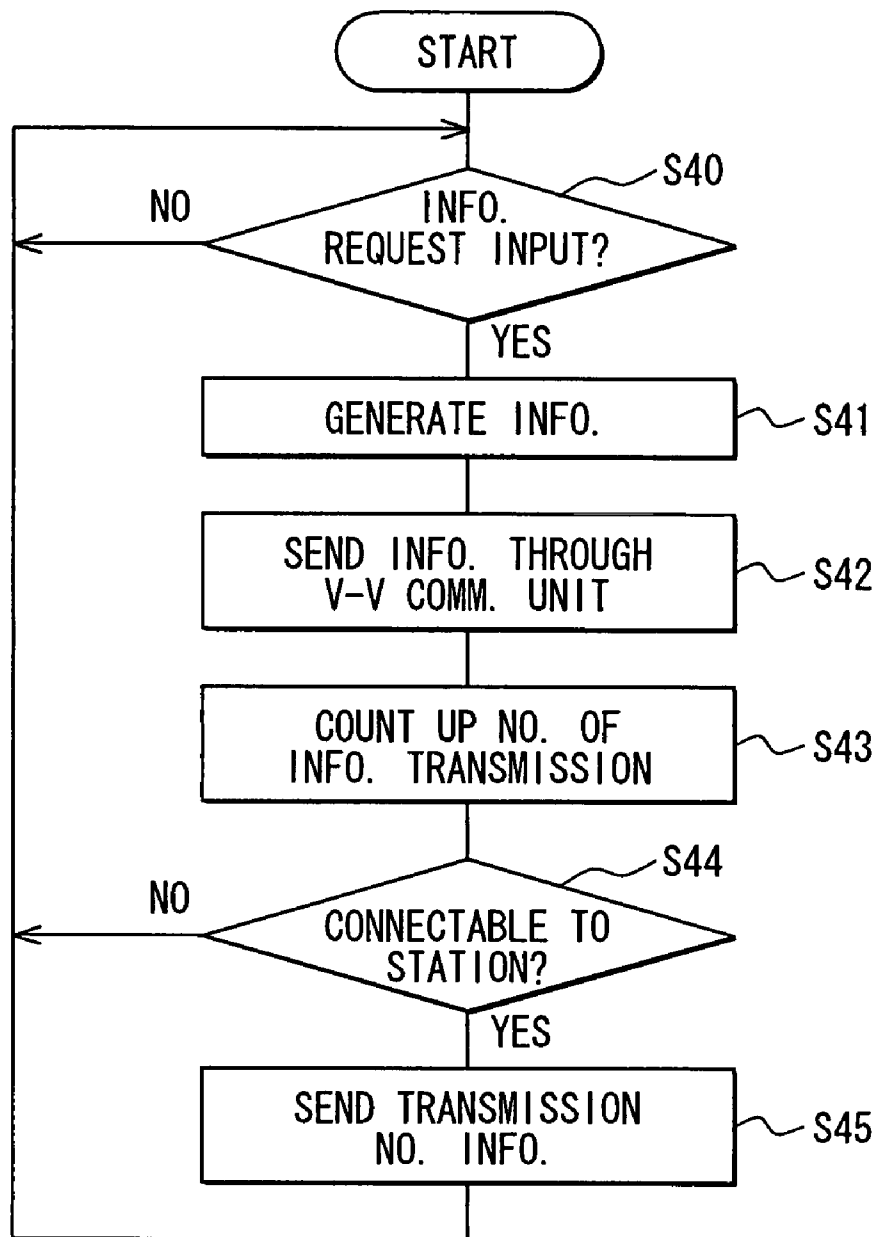 START
S40
NO
INFO.
REQUEST INPUT?
YES
GENERATE INFO.
S41
SEND INFO. THROUGH
V-V COMM. UNIT
S42
COUNT UP NO. OF
INFO. TRANSMISSION
S43
S44
NO
CONNECTABLE TO
STATION?
YES
SEND TRANSMISSION
NO. INFO.
S45